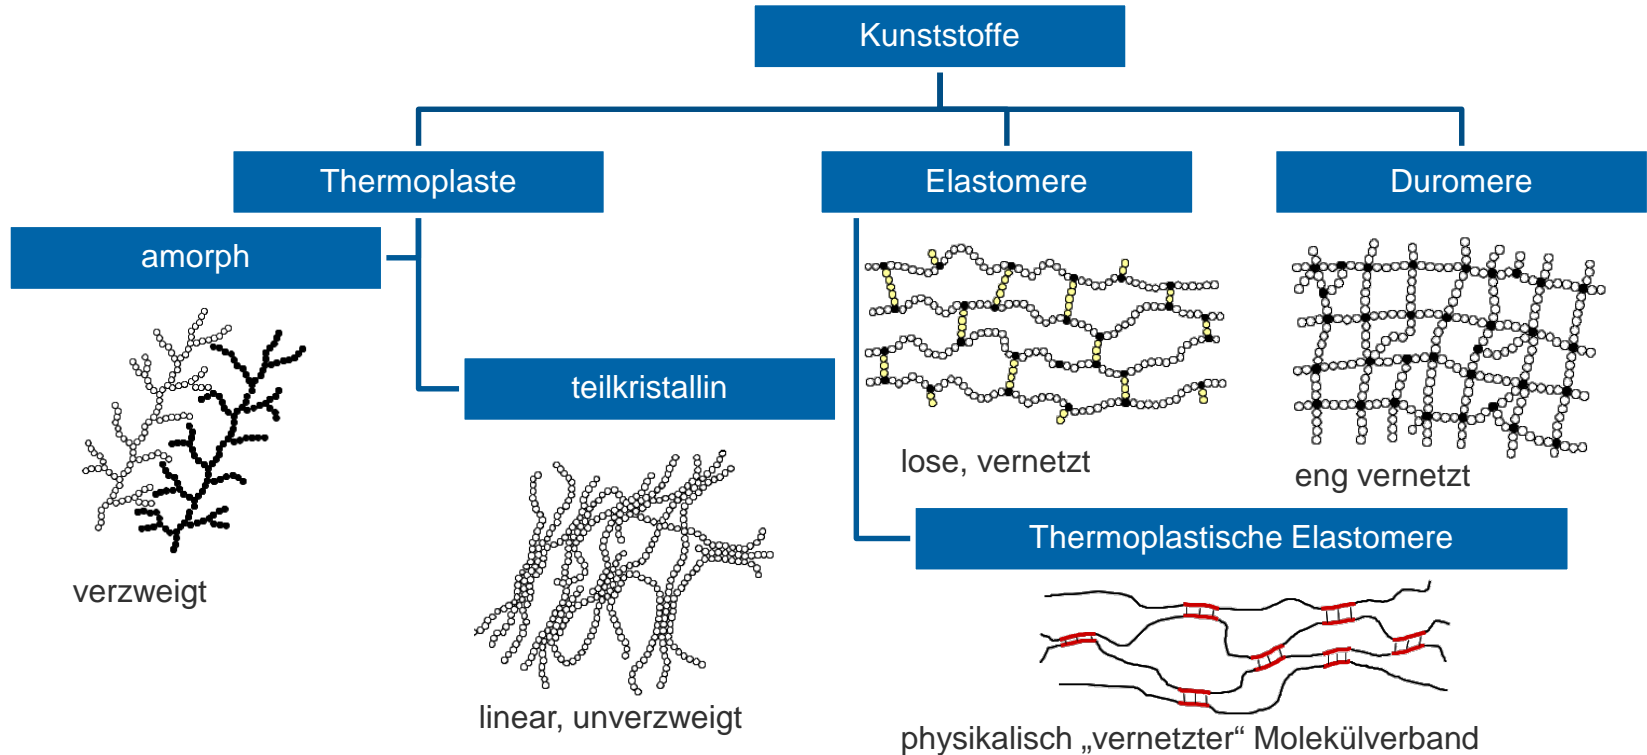 Kunststoffe
Thermoplaste
Elastomere
Duromere
amorph
teilkristallin
verzweigt
linear, unverzweigt
lose, vernetzt
eng vernetzt
Thermoplastische Elastomere
physikalisch „vernetzter“ Molekülverband